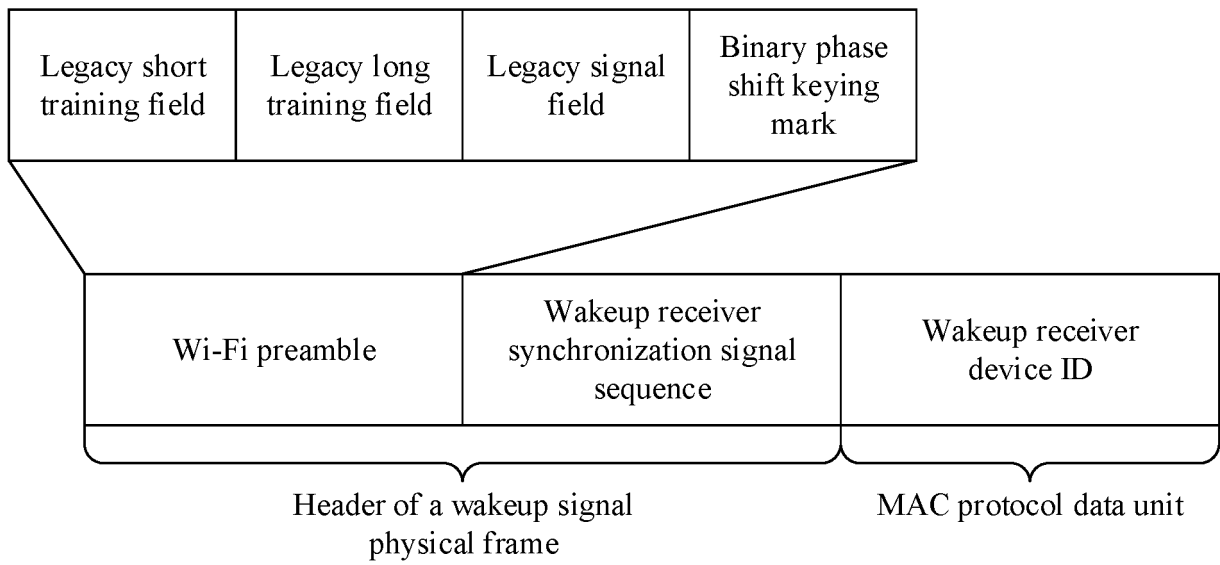 Legacy short
training field
Legacy long
training field
Legacy signal
field
Binary phase
shift keying
mark
Wi-Fi preamble
Wakeup receiver
synchronization signal
sequence
Wakeup receiver
device ID
Header of a wakeup signal
physical frame
MAC protocol data unit